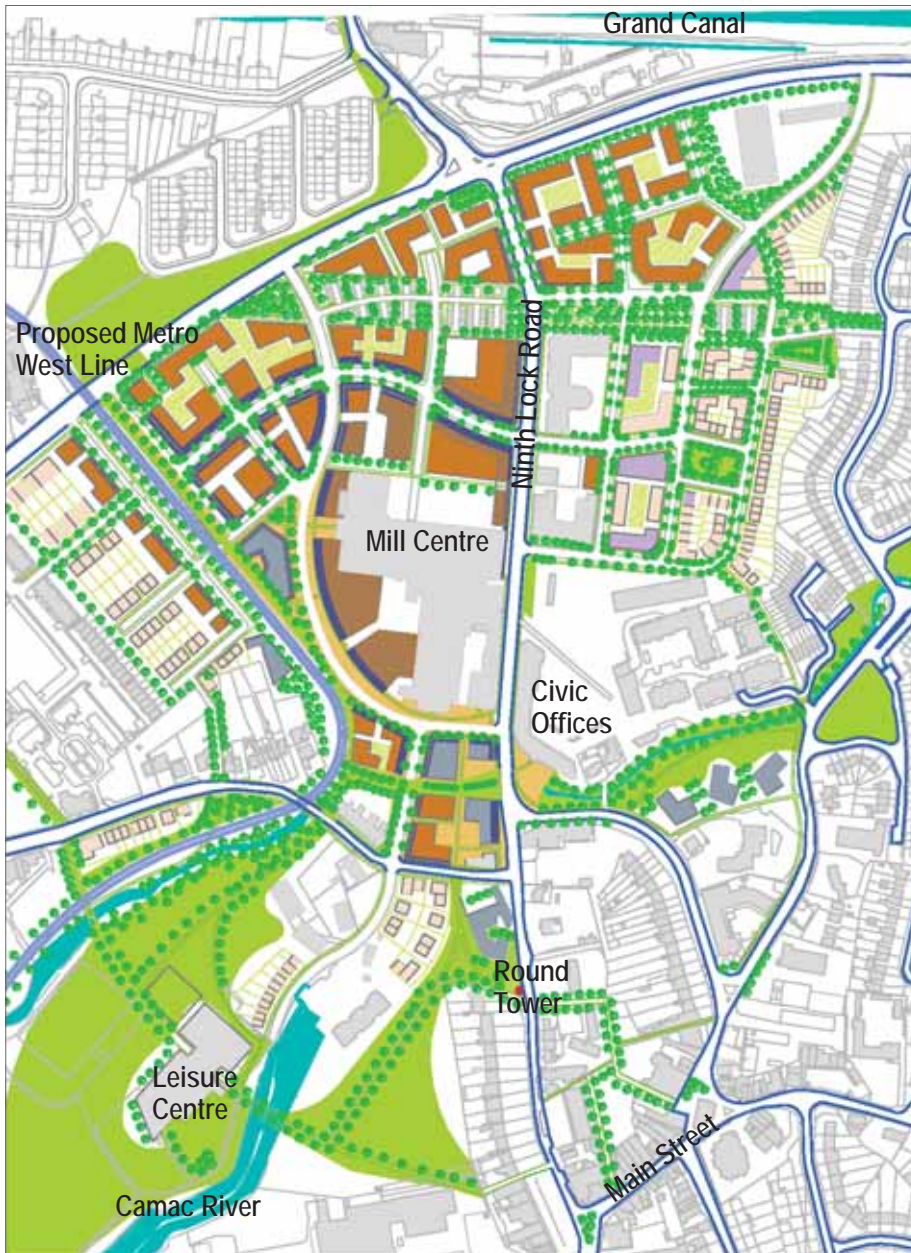 Grand Canal
Proposed Metro
West Line
Ninth Lock Road
Mill Centre
Civic
Offices
Round
Tower
Leisure
Centre
Main Street
Camac River